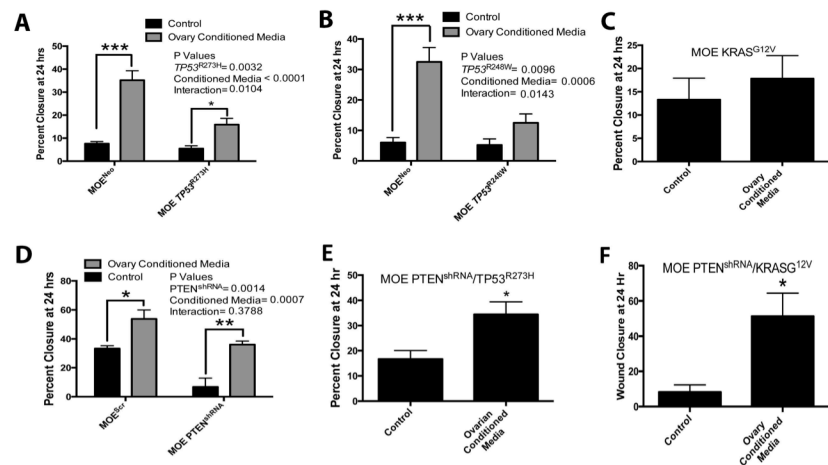 A
Control
Ovary Conditioned Media
Percent Closure at 24 hrs
50
40
30
20
10
0
***
*
P Values
TP53R273H= 0.0032
Conditioned Media < 0.0001
Interaction= 0.0104
MOENeo
MOE TP53R273H
B
Control
Ovary Conditioned Media
Percent Closure at 24 hrs
40
30
20
10
0
***
P Values
TP53R248W= 0.0096
Conditioned Media= 0.0006
Interaction= 0.0143
MOENeo
MOE TP53R248W
C
MOE KRASG12V
Percent Closure at 24 hrs
25
20
15
10
5
0
Control
Ovary
Conditioned
Media
D
Ovary Conditioned Media
Control
Percent Closure at 24 hrs
80
60
40
20
0
*
**
P Values
PTENshRNA= 0.0014
Conditioned Media= 0.0007
Interaction= 0.3788
MOEScr
MOE PTENshRNA
E
MOE PTENshRNA/TP53R273H
Percent Closure at 24 hr
50
40
30
20
10
0
*
Control
Ovarian
Conditioned
Media
F
MOE PTENshRNA/KRASG12V
Wound Closure at 24 Hr
80
60
40
20
0
*
Control
Ovary
Conditioned
Media